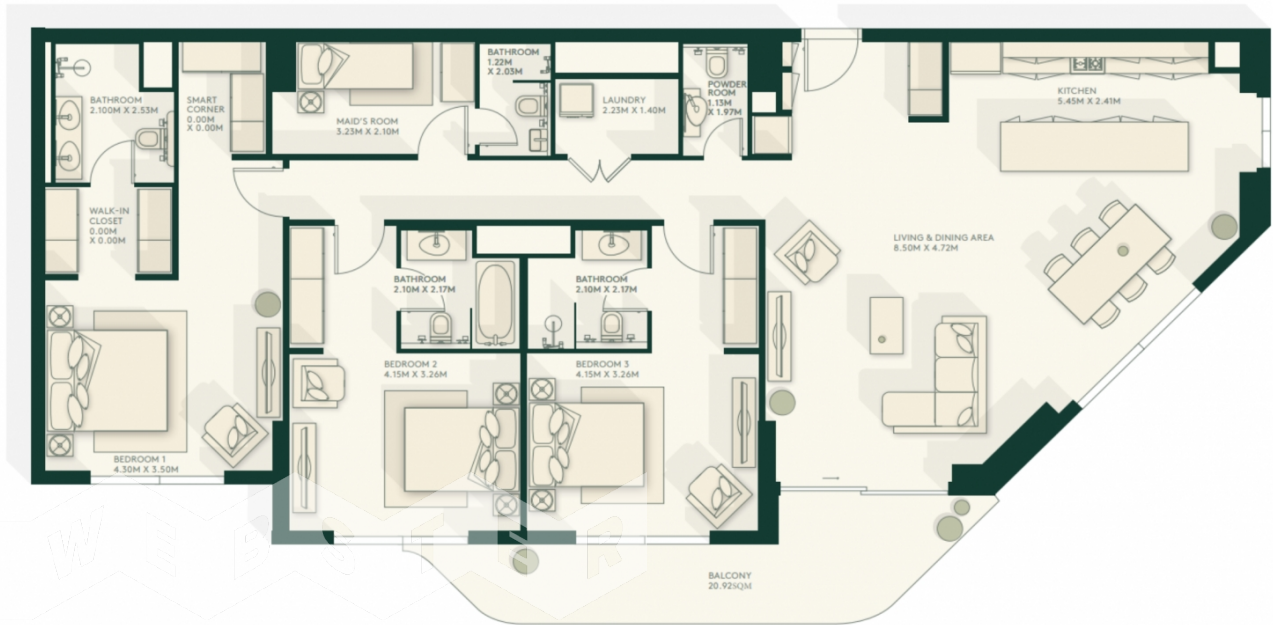 BATHROOM
2.100M X 2.53M
SMART
CORNER
0.00M
X 0.00M
MAID'S ROOM
3.23M X 2.10M
BATHROOM
1.22M
X 2.03M
LAUNDRY
2.23M X 1.40M
POWDER
ROOM
1.13M
X 1.97M
KITCHEN
5.45M X 2.41M
WALK-IN
CLOSET
0.00M
X 0.00M
LIVING & DINING AREA
8.50M X 4.72M
BATHROOM
2.10M X 2.17M
BATHROOM
2.10M X 2.17M
BEDROOM 2
4.15M X 3.26M
BEDROOM 3
4.15M X 3.26M
BEDROOM 1
4.30M X 3.50M
WEBSTER
BALCONY
20.92SQM